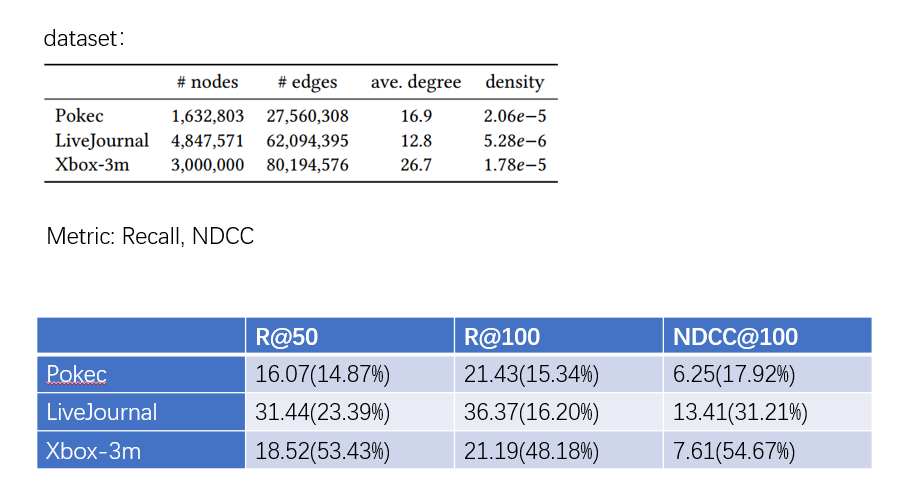 dataset:
# nodes # edges ave. degree density
Pokec 1,632,803 27,560,308 16.9 2.06e−5
LiveJournal 4,847,571 62,094,395 12.8 5.28e−6
Xbox-3m 3,000,000 80,194,576 26.7 1.78e−5
Metric: Recall, NDCC
R@50 R@100 NDCC@100
Pokec 16.07(14.87%) 21.43(15.34%) 6.25(17.92%)
LiveJournal 31.44(23.39%) 36.37(16.20%) 13.41(31.21%)
Xbox-3m 18.52(53.43%) 21.19(48.18%) 7.61(54.67%)